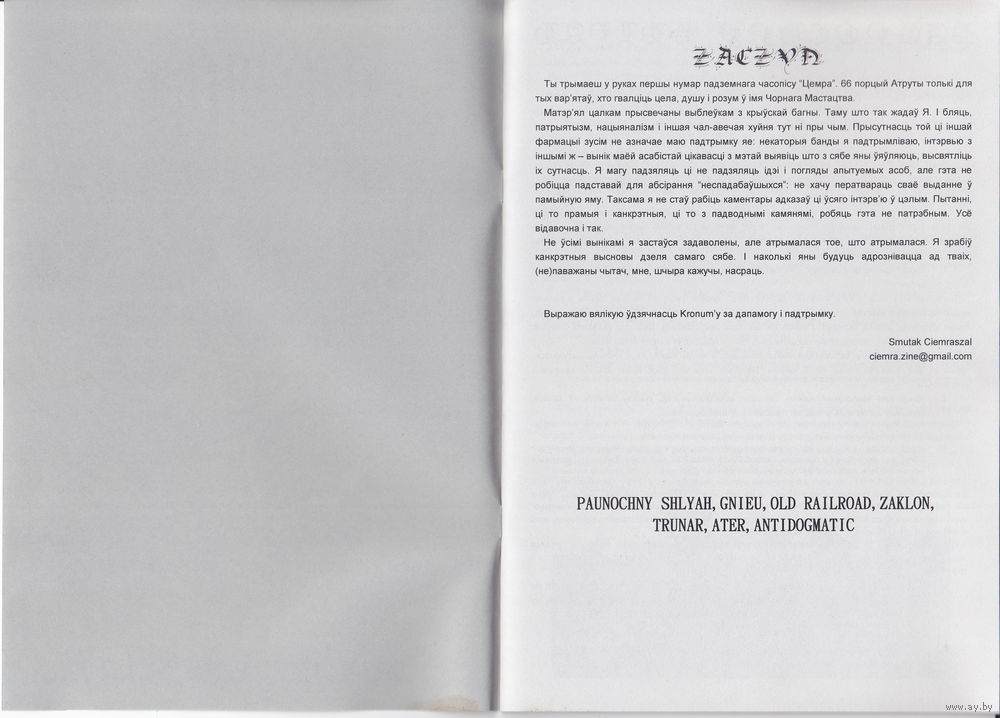 ZACZYN
Ты трымаеш у руках першы нумар падземнага часопісу “Цемра”. 66 порцый Атруты толькі для
тых вар’ятаў, хто гвалціць цела, душу і розум ў імя Чорнага Мастацтва.
Матэр’ял цалкам прысвечаны выблеўкам з крыўскай багны. Таму што так жадаў Я. І бляць,
патрыятызм, нацыяналізм і іншая чал-авечая хуйня тут ні пры чым. Прысутнасць той ці іншай
фармацыі зусім не азначае маю падтрымку яе: некаторыя банды я падтрымліваю, інтэрвью з
іншымі ж – вынік маёй асабістай цікавасці з мэтай выявіць што з сябе яны ўяўляюць, высвятліць
іх сутнасць. Я магу падзяляць ці не падзяляць ідэі і погляды апытуемых асоб, але гэта не
робіцца падставай для абсірання “неспадабаўшыхся”: не хачу ператвараць сваё выданне ў
памыйную яму. Таксама я не стаў рабіць каментары адказаў ці ўсяго інтэрв’ю ў цэлым. Пытанні,
ці то прамыя і канкрэтныя, ці то з падводнымі камянямі, робяць гэта не патрэбным. Усё
відавочна і так.
Не ўсімі вынікамі я застаўся задаволены, але атрымалася тое, што атрымалася. Я зрабіў
канкрэтныя высновы дзеля самаго сябе. І наколькі яны будуць адрознівацца ад тваіх,
(не)паважаны чытач, мне, шчыра кажучы, насраць.
Выражаю вялікую ўдзячнасць Kronum’у за дапамогу і падтрымку.
Smutak Ciemraszal
ciemra.zine@gmail.com
PAUNOCHNY SHLYAH, GNIEU, OLD RAILROAD, ZAKLON,
TRUNAR, ATER, ANTIDOGMATIC
www.ay.by